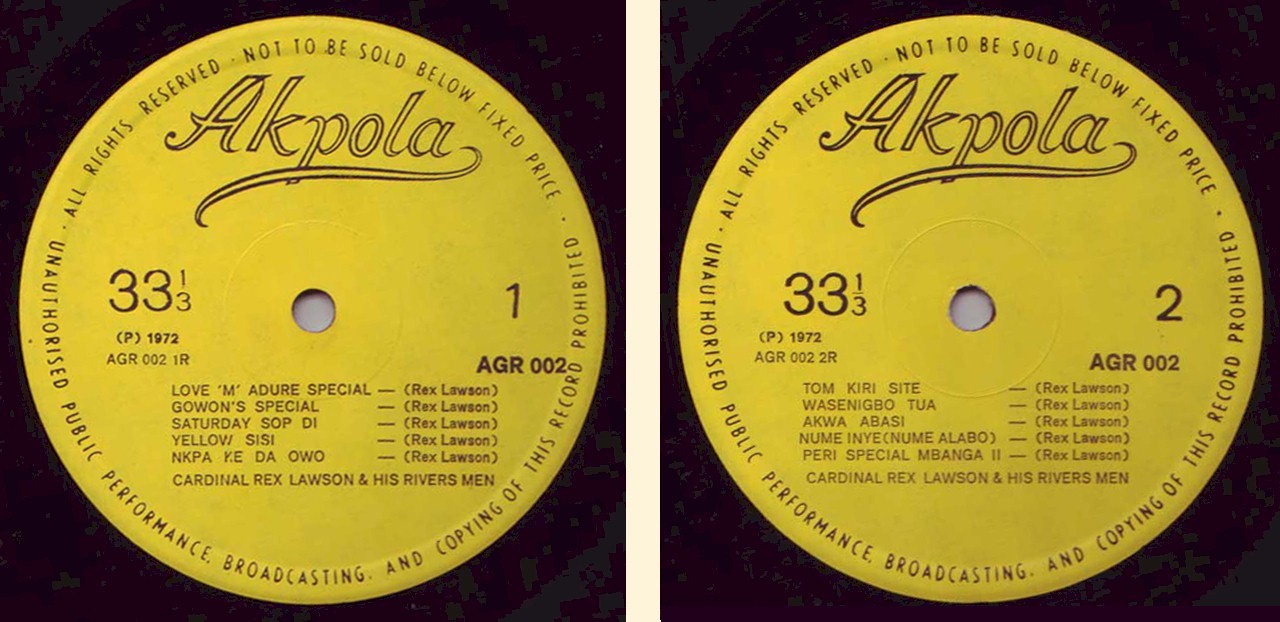 UNAUTHORISED PUBLIC PERFORMANCE, BROADCASTING, AND COPYING OF THIS RECORD PROHIBITED · ALL RIGHTS RESERVED · NOT TO BE SOLD BELOW FIXED PRICE ·
Akpola
33 1/3
1
(P) 1972
AGR 002 1R
AGR 002
LOVE 'M' ADURE SPECIAL — (Rex Lawson)
GOWON'S SPECIAL — (Rex Lawson)
SATURDAY SOP DI — (Rex Lawson)
YELLOW SISI — (Rex Lawson)
NKPA KE DA OWO — (Rex Lawson)
CARDINAL REX LAWSON & HIS RIVERS MEN
UNAUTHORISED PUBLIC PERFORMANCE, BROADCASTING, AND COPYING OF THIS RECORD PROHIBITED · ALL RIGHTS RESERVED · NOT TO BE SOLD BELOW FIXED PRICE ·
Akpola
33 1/3
2
(P) 1972
AGR 002 2R
AGR 002
TOM KIRI SITE — (Rex Lawson)
WASENIGBO TUA — (Rex Lawson)
AKWA ABASI — (Rex Lawson)
NUME INYE(NUME ALABO) — (Rex Lawson)
PERI SPECIAL MBANGA II — (Rex Lawson)
CARDINAL REX LAWSON & HIS RIVERS MEN